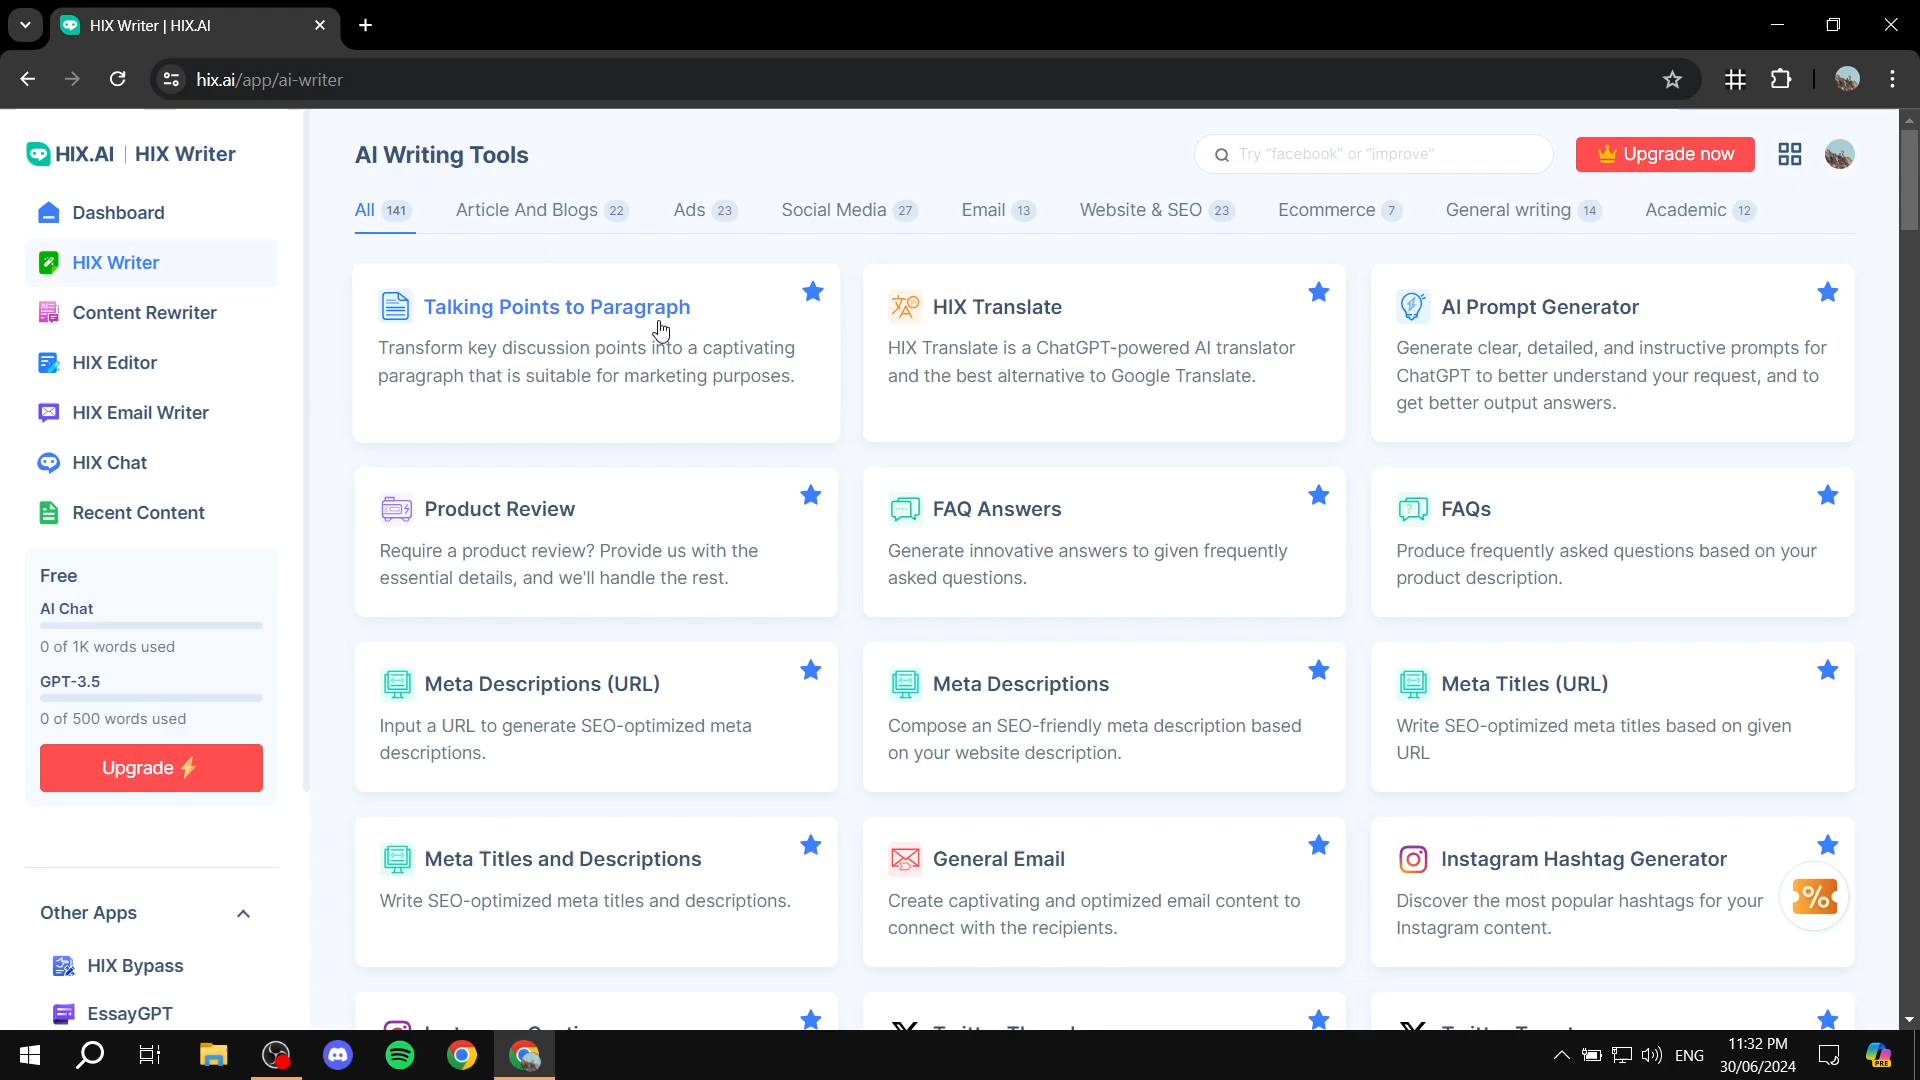 HIX Writer | HIX.AI
hix.ai/app/ai-writer
HIX.AI | HIX Writer
Dashboard
HIX Writer
Content Rewriter
HIX Editor
HIX Email Writer
HIX Chat
Recent Content
Free
AI Chat
0 of 1K words used
GPT-3.5
0 of 500 words used
Upgrade
Other Apps
HIX Bypass
EssayGPT
AI Writing Tools
Try "facebook" or "improve"
Upgrade now
All 141 Article And Blogs 22 Ads 23 Social Media 27 Email 13 Website & SEO 23 Ecommerce 7 General writing 14 Academic 12
Talking Points to Paragraph
Transform key discussion points into a captivating
paragraph that is suitable for marketing purposes.
HIX Translate
HIX Translate is a ChatGPT-powered AI translator
and the best alternative to Google Translate.
AI Prompt Generator
Generate clear, detailed, and instructive prompts for
ChatGPT to better understand your request, and to
get better output answers.
Product Review
Require a product review? Provide us with the
essential details, and we'll handle the rest.
FAQ Answers
Generate innovative answers to given frequently
asked questions.
FAQs
Produce frequently asked questions based on your
product description.
Meta Descriptions (URL)
Input a URL to generate SEO-optimized meta
descriptions.
Meta Descriptions
Compose an SEO-friendly meta description based
on your website description.
Meta Titles (URL)
Write SEO-optimized meta titles based on given
URL
Meta Titles and Descriptions
Write SEO-optimized meta titles and descriptions.
General Email
Create captivating and optimized email content to
connect with the recipients.
Instagram Hashtag Generator
Discover the most popular hashtags for your
Instagram content.
%
ENG
11:32 PM
30/06/2024
PRE